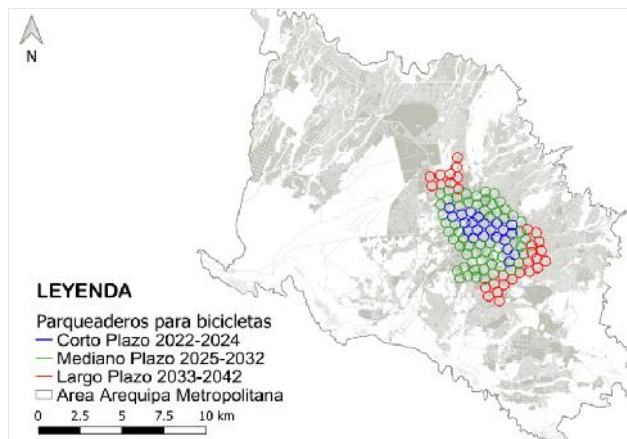 N
LEYENDA
Parqueaderos para bicicletas
Corto Plazo 2022-2024
Mediano Plazo 2025-2032
Largo Plazo 2033-2042
Area Arequipa Metropolitana
0 2.5 5 7.5 10 km